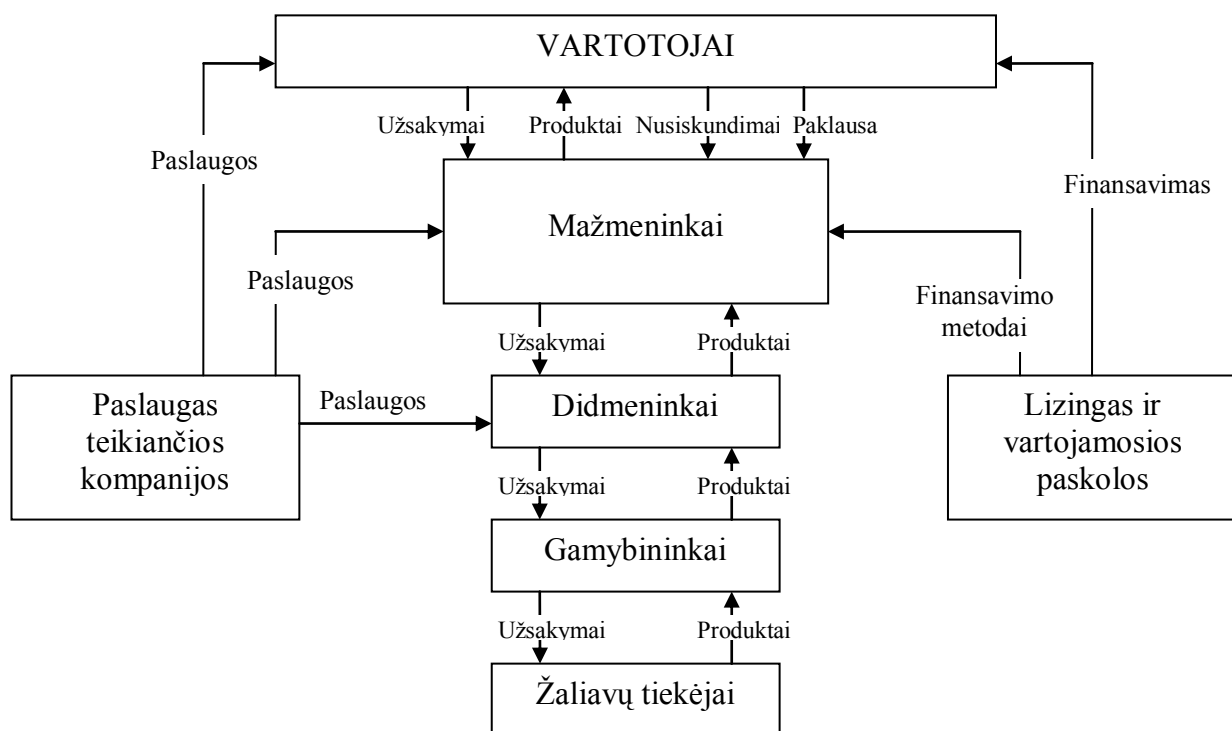 VARTOTOJAI
Užsakymai
Produktai
Nusiskundimai
Paklausa
Paslaugos
Finansavimas
Mažmeninkai
Paslaugos
Finansavimo
metodai
Užsakymai
Produktai
Paslaugas
teikiančios
kompanijos
Paslaugos
Didmeninkai
Lizingas ir
vartojamosios
paskolos
Užsakymai
Produktai
Gamybininkai
Užsakymai
Produktai
Žaliavų tiekėjai